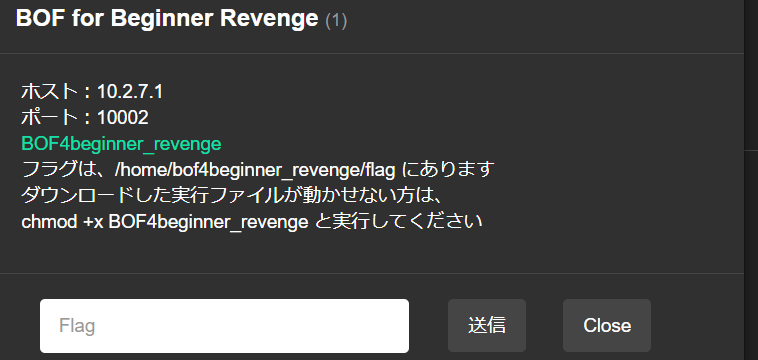 BOF for Beginner Revenge (1)
ホスト：10.2.7.1
ポート：10002
BOF4beginner_revenge
フラグは、/home/bof4beginner_revenge/flag にあります
ダウンロードした実行ファイルが動かせない方は、
chmod +x BOF4beginner_revenge と実行してください
Flag 送信 Close